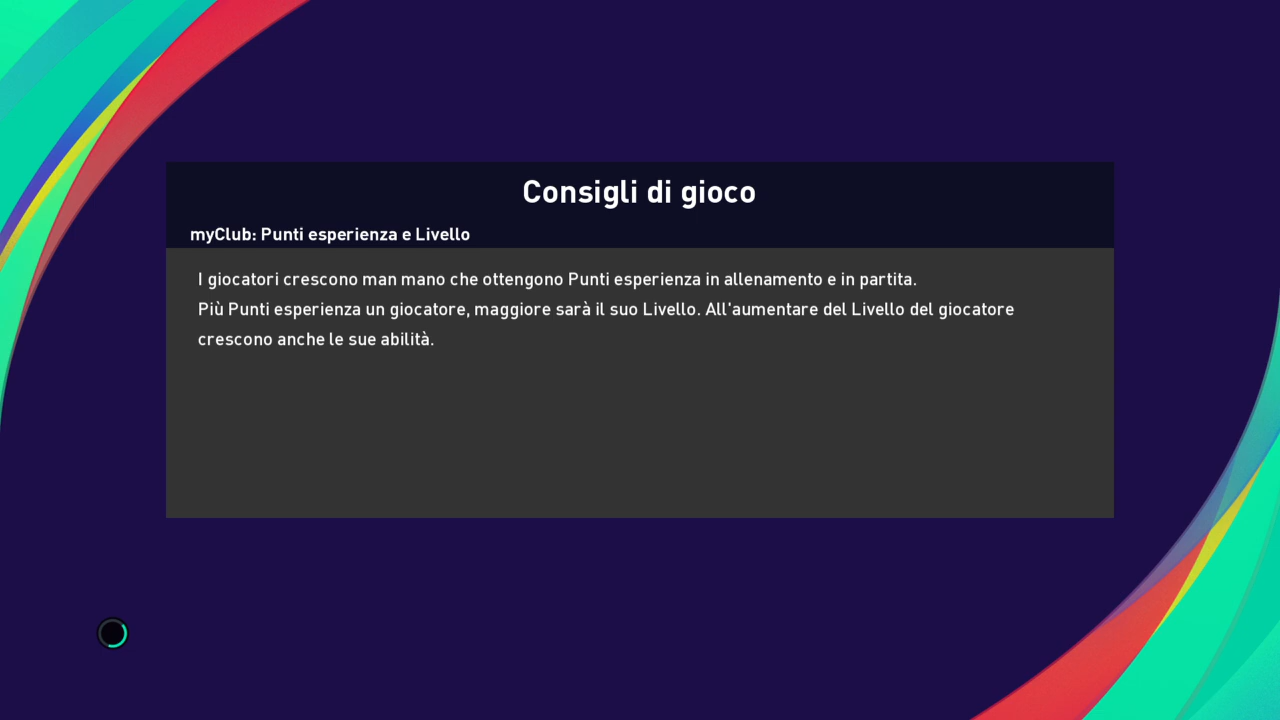 Consigli di gioco
myClub: Punti esperienza e Livello
I giocatori crescono man mano che ottengono Punti esperienza in allenamento e in partita.
Più Punti esperienza un giocatore, maggiore sarà il suo Livello. All'aumentare del Livello del giocatore
crescono anche le sue abilità.